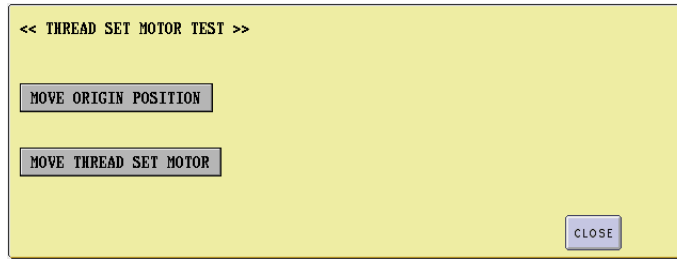 << THREAD SET MOTOR TEST >>
MOVE ORIGIN POSITION
MOVE THREAD SET MOTOR
CLOSE